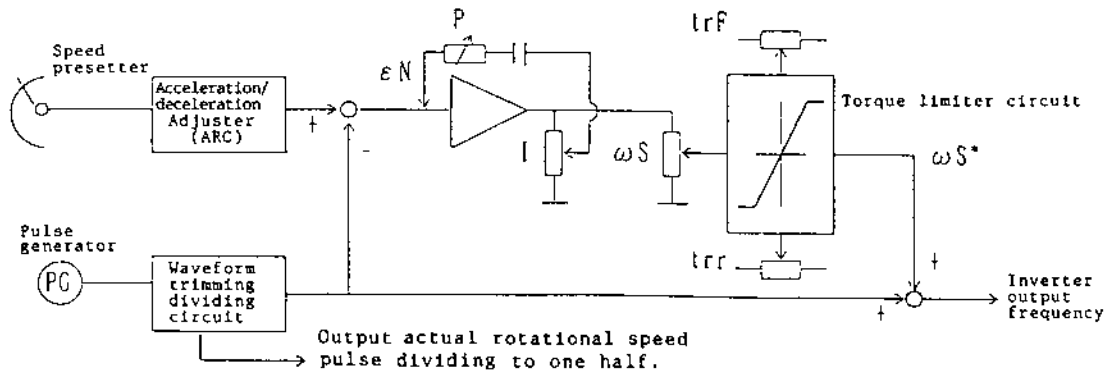 P
trF
Speed
presetter
εN
Acceleration/
deceleration
Adjuster
(ARC)
Torque limiter circuit
+
-
I
ωS
ωS*
Pulse
generator
trr
PG
Waveform
trimming
dividing
circuit
+
+
Inverter
output
frequency
Output actual rotational speed
pulse dividing to one half.